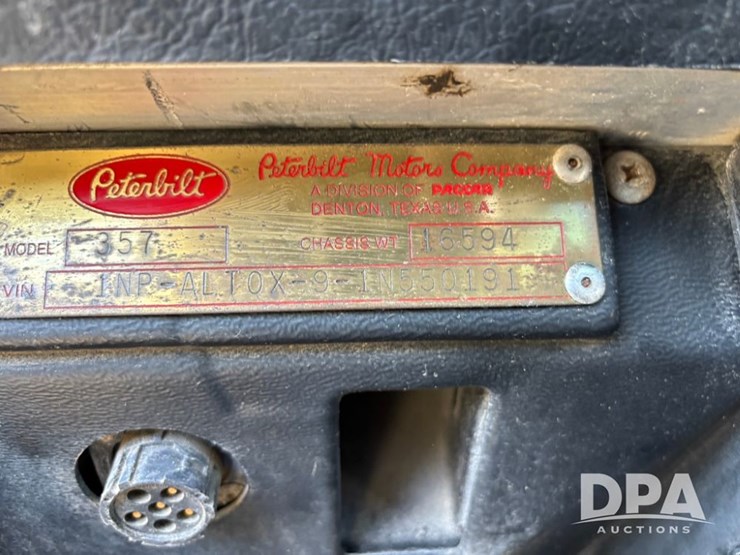 Peterbilt
Peterbilt Motors Company
A DIVISION OF PACCAR
DENTON, TEXAS U.S.A.
MODEL 357 CHASSIS WT 16594
VIN 1NP-ALT0X-9-1N550191
DPA
AUCTIONS